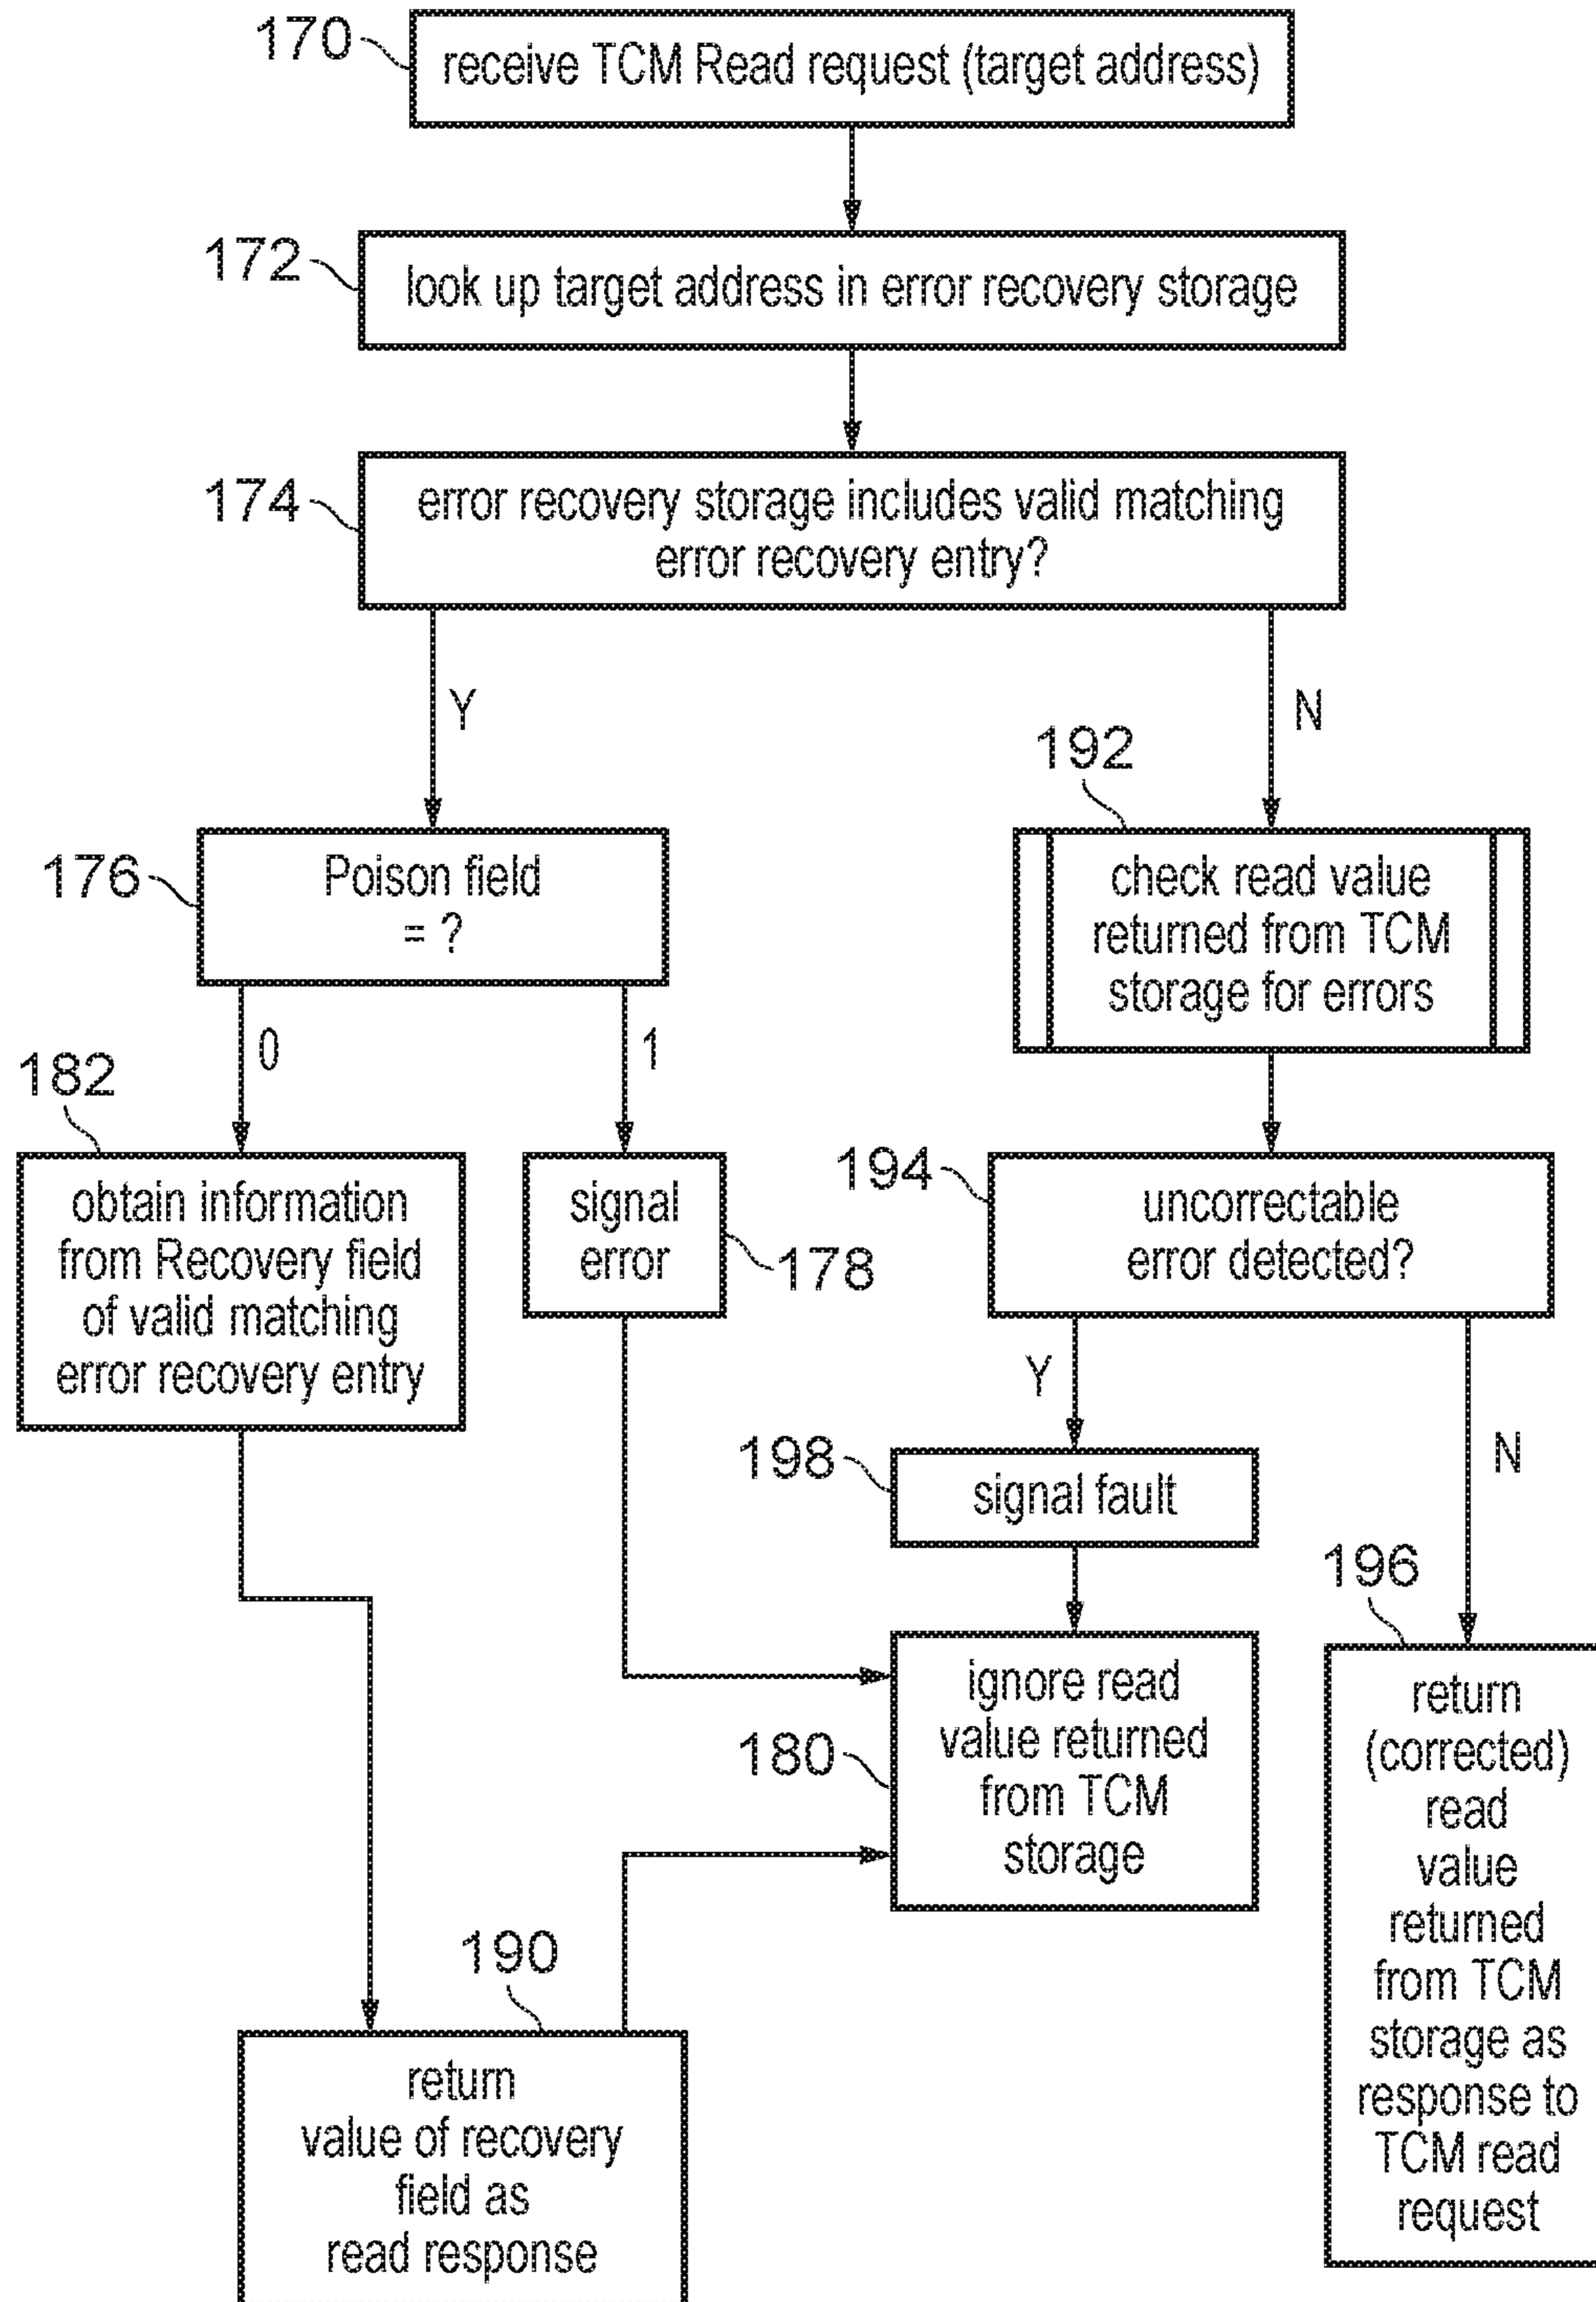 170
receive TCM Read request (target address)
172
look up target address in error recovery storage
174
error recovery storage includes valid matching
error recovery entry?
Y
N
192
176
Poison field
= ?
check read value
returned from TCM
storage for errors
0
1
182
obtain information
from Recovery field
of valid matching
error recovery entry
signal
error
178
194
uncorrectable
error detected?
Y
N
198
signal fault
196
180
ignore read
value returned
from TCM
storage
return
(corrected)
read
value
returned
from TCM
storage as
response to
TCM read
request
190
return
value of recovery
field as
read response